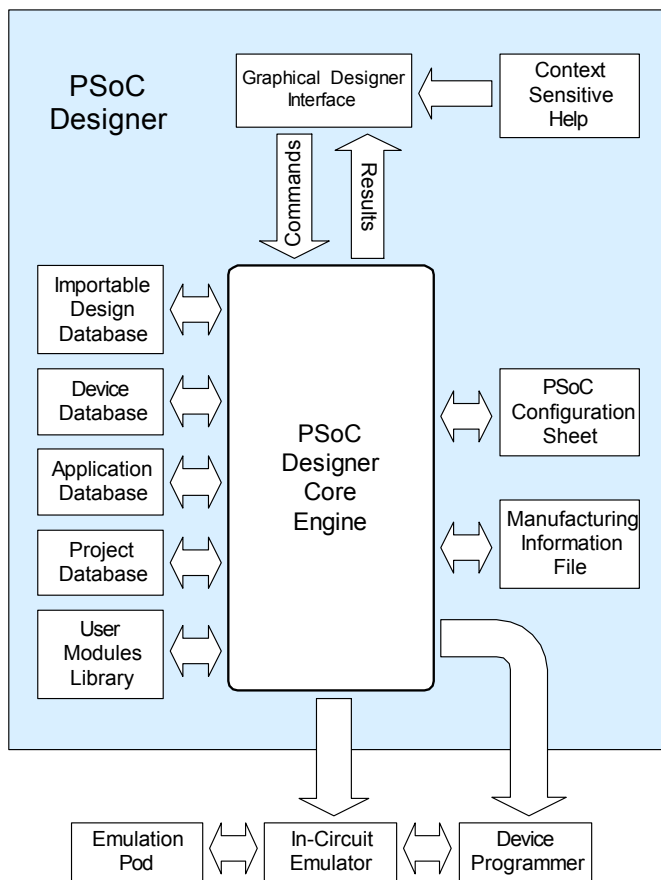 PSoC
Designer
Graphical Designer
Interface
Context
Sensitive
Help
Commands
Results
Importable
Design
Database
Device
Database
Application
Database
Project
Database
User
Modules
Library
PSoC
Designer
Core
Engine
PSoC
Configuration
Sheet
Manufacturing
Information
File
Emulation
Pod
In-Circuit
Emulator
Device
Programmer